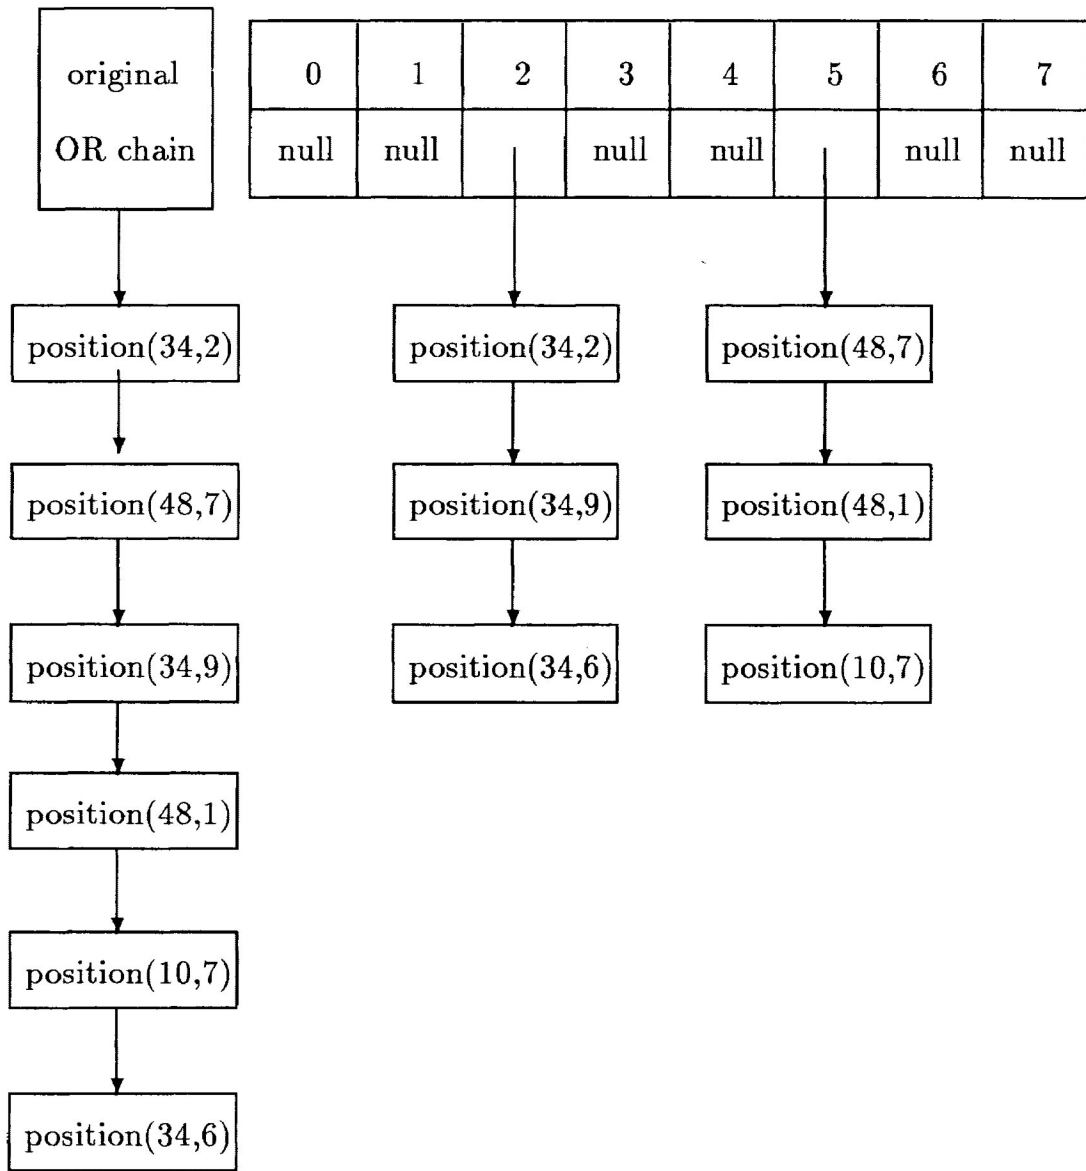 original
OR chain
0 1 2 3 4 5 6 7
null null null null null null
position(34,2) position(34,2) position(48,7)
position(48,7) position(34,9) position(48,1)
position(34,9) position(34,6) position(10,7)
position(48,1)
position(10,7)
position(34,6)